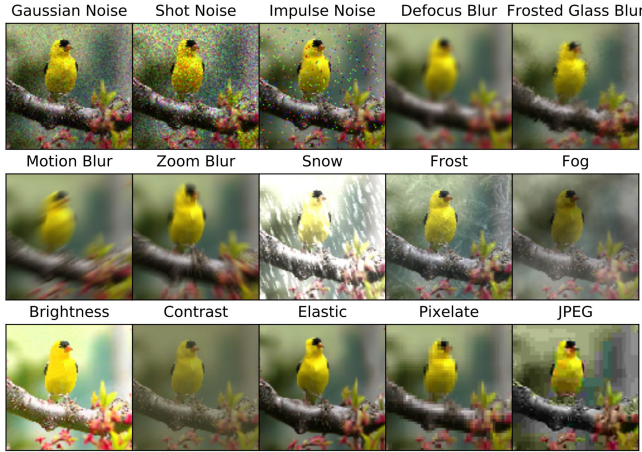 Gaussian Noise Shot Noise Impulse Noise Defocus Blur Frosted Glass Blur
Motion Blur Zoom Blur Snow Frost Fog
Brightness Contrast Elastic Pixelate JPEG